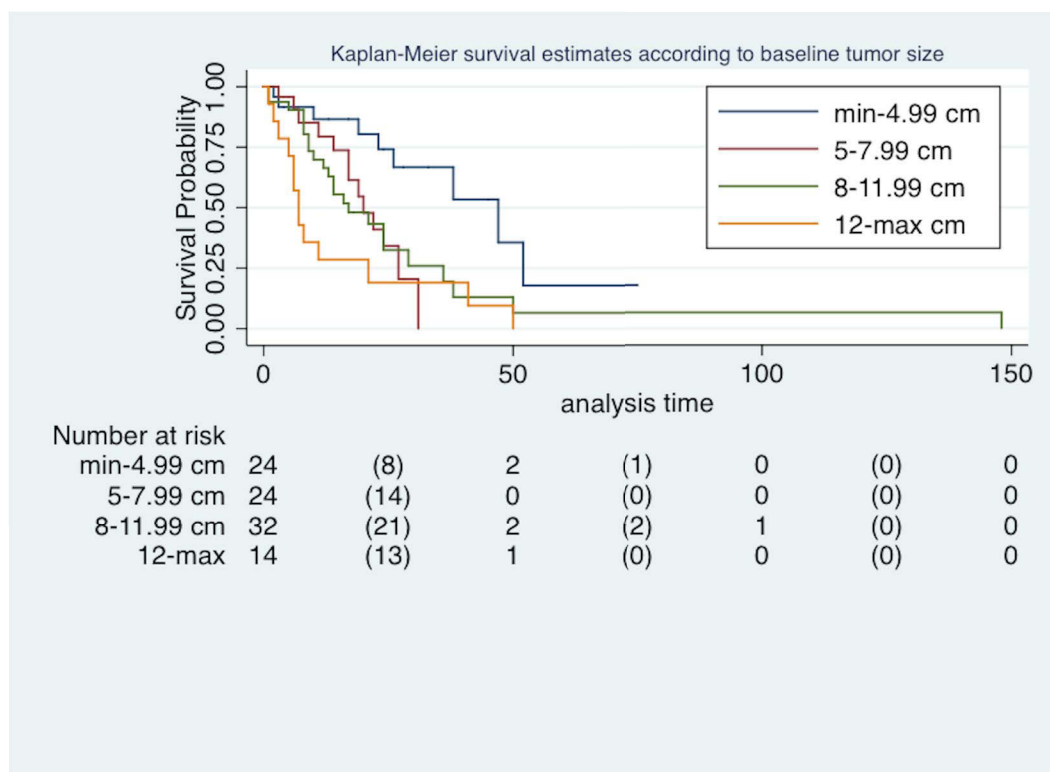 Kaplan-Meier survival estimates according to baseline tumor size
Survival Probability
1.00
0.75
0.50
0.25
0.00
min-4.99 cm
5-7.99 cm
8-11.99 cm
12-max cm
0 50 100 150
analysis time
Number at risk
min-4.99 cm 24 (8) 2 (1) 0 (0) 0
5-7.99 cm 24 (14) 0 (0) 0 (0) 0
8-11.99 cm 32 (21) 2 (2) 1 (0) 0
12-max 14 (13) 1 (0) 0 (0) 0